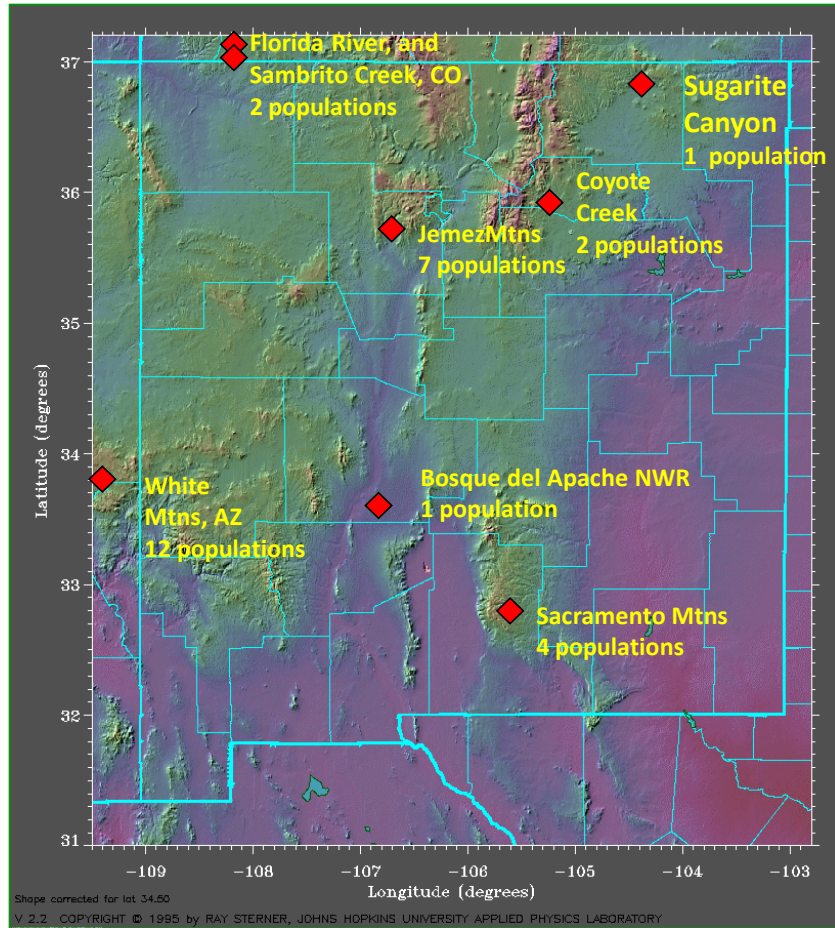 Florida River, and
Sambrito Creek, CO
2 populations
Sugarite
Canyon
1 population
Coyote
Creek
2 populations
JemezMtns
7 populations
White
Mtns, AZ
12 populations
Bosque del Apache NWR
1 population
Sacramento Mtns
4 populations
37
36
35
34
33
32
31
Latitude (degrees)
-109
-108
-107
-106
-105
-104
-103
Longitude (degrees)
Shape corrected for lat 34.50
V 2.2 COPYRIGHT © 1995 by RAY STERNER, JOHNS HOPKINS UNIVERSITY APPLIED PHYSICS LABORATORY